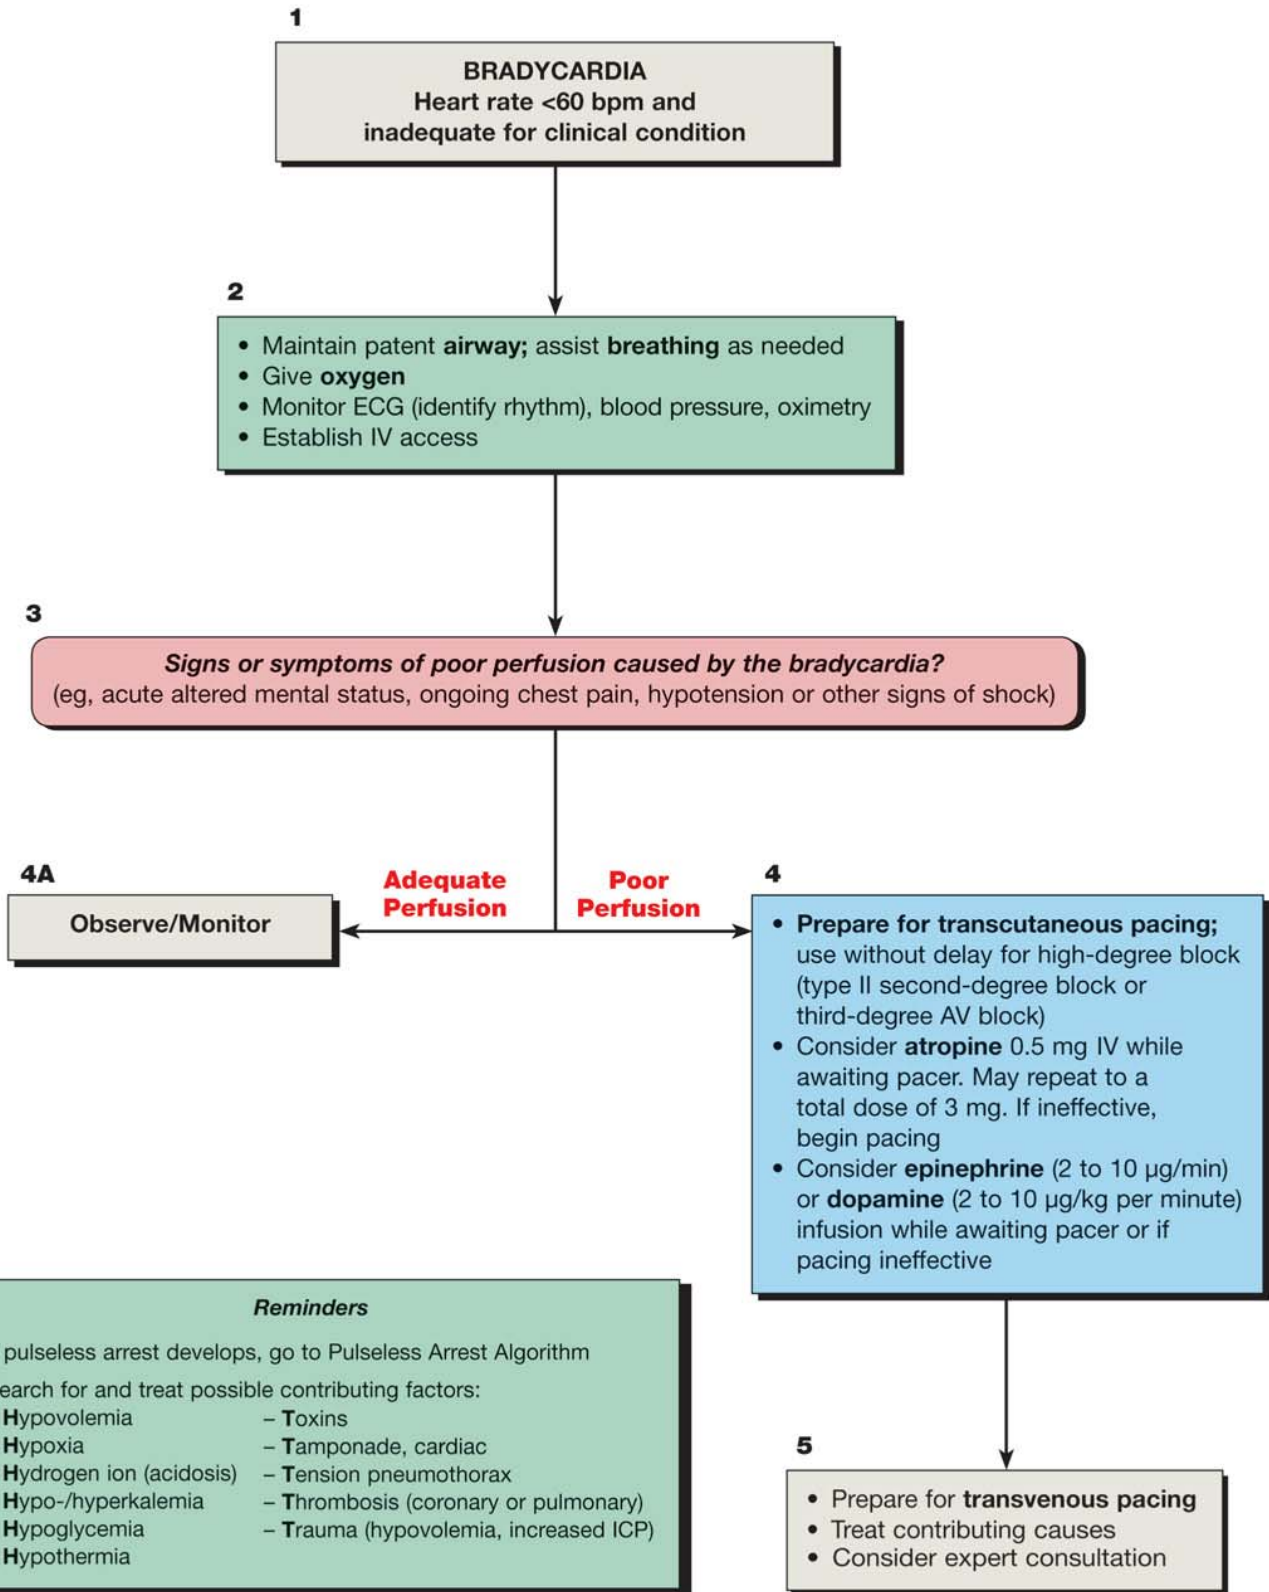 1
BRADYCARDIA
Heart rate <60 bpm and
inadequate for clinical condition
2
• Maintain patent airway; assist breathing as needed
• Give oxygen
• Monitor ECG (identify rhythm), blood pressure, oximetry
• Establish IV access
3
Signs or symptoms of poor perfusion caused by the bradycardia?
(eg, acute altered mental status, ongoing chest pain, hypotension or other signs of shock)
4A
Observe/Monitor
Adequate
Perfusion
Poor
Perfusion
4
• Prepare for transcutaneous pacing;
use without delay for high-degree block
(type II second-degree block or
third-degree AV block)
• Consider atropine 0.5 mg IV while
awaiting pacer. May repeat to a
total dose of 3 mg. If ineffective,
begin pacing
• Consider epinephrine (2 to 10 µg/min)
or dopamine (2 to 10 µg/kg per minute)
infusion while awaiting pacer or if
pacing ineffective
Reminders
pulseless arrest develops, go to Pulseless Arrest Algorithm
earch for and treat possible contributing factors:
Hypovolemia – Toxins
Hypoxia – Tamponade, cardiac
Hydrogen ion (acidosis) – Tension pneumothorax
Hypo-/hyperkalemia – Thrombosis (coronary or pulmonary)
Hypoglycemia – Trauma (hypovolemia, increased ICP)
Hypothermia
5
• Prepare for transvenous pacing
• Treat contributing causes
• Consider expert consultation